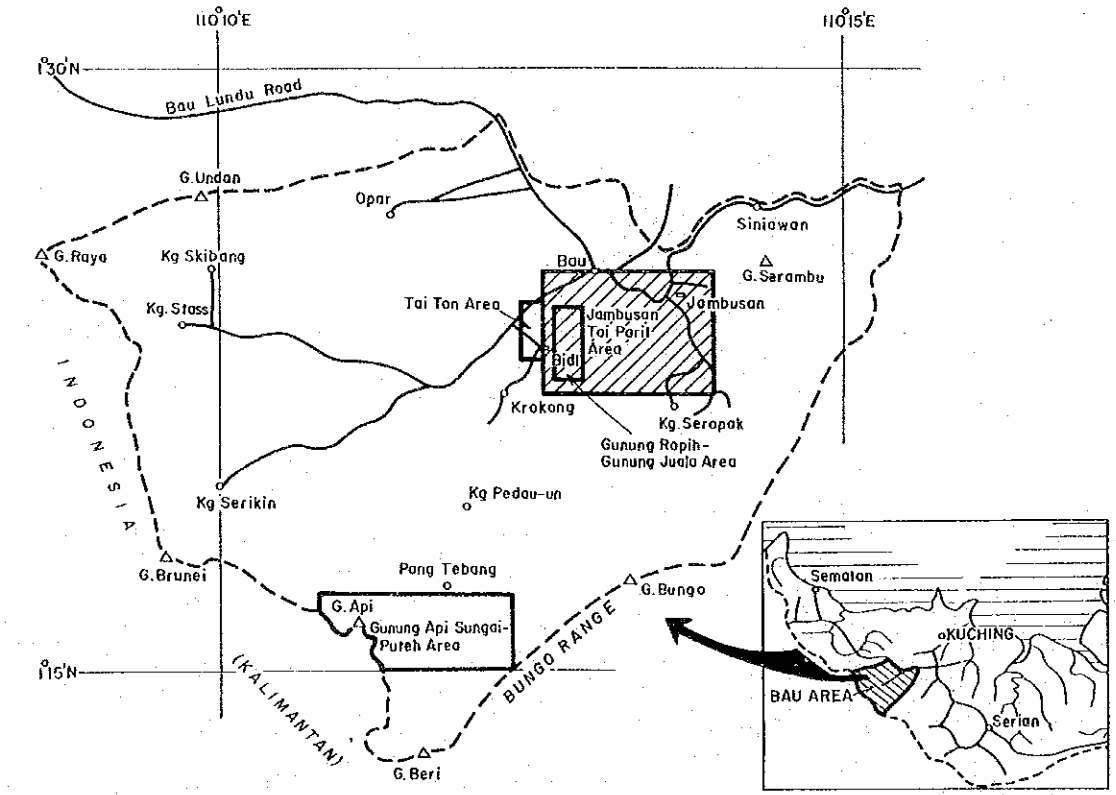 110°10'E
110°15'E
1°30'N
Bau Lundu Road
G.Undan
Opar
Siniawan
G.Raya
Kg Skibang
Bau
G.Serambu
Kg.Stass
Tai Ton Area
Jambusan
Jambusan
Tai Parit
Area
Bidi
INDONESIA
Krokong
Kg.Seropak
Gunung Ropih-
Gunung Juala Area
Kg Serikin
Kg Pedau-un
G.Brunei
Pang Tebang
G.Bungo
Sematan
G.Api
Gunung Api Sungai-
Pureh Area
BUNGO RANGE
KUCHING
1°15'N
(KALIMANTAN)
BAU AREA
Serian
G.Beri